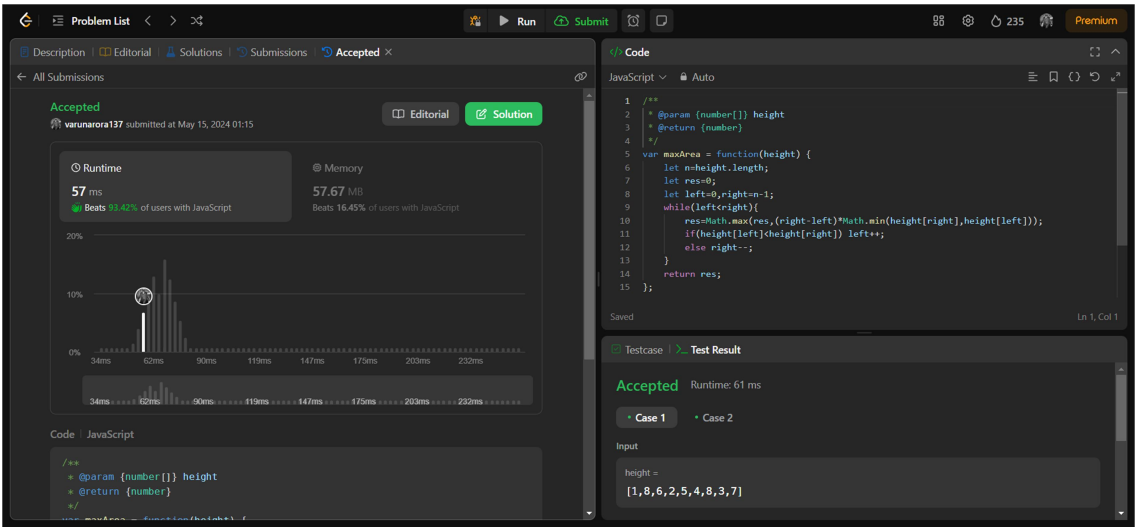 Problem List
Run
Submit
235
Premium
Description | Editorial | Solutions | Submissions | Accepted ×
All Submissions
Accepted
varunarora137 submitted at May 15, 2024 01:15
Editorial
Solution
Runtime
57 ms
Beats 93.42% of users with JavaScript
Memory
57.67 MB
Beats 16.45% of users with JavaScript
20%
10%
0%
34ms 62ms 90ms 119ms 147ms 175ms 203ms 232ms
34ms 62ms 90ms 119ms 147ms 175ms 203ms 232ms
Code | JavaScript
/**
* @param {number[]} height
* @return {number}
*/
var maxArea = function(height) {
</> Code
JavaScript
Auto
1 /**
2 * @param {number[]} height
3 * @return {number}
4 */
5 var maxArea = function(height) {
6 let n=height.length;
7 let res=0;
8 let left=0,right=n-1;
9 while(left<right){
10 res=Math.max(res,(right-left)*Math.min(height[right],height[left]));
11 if(height[left]<height[right]) left++;
12 else right--;
13 }
14 return res;
15 };
Saved
Ln 1, Col 1
Testcase | >_ Test Result
Accepted
Runtime: 61 ms
• Case 1
• Case 2
Input
height =
[1,8,6,2,5,4,8,3,7]